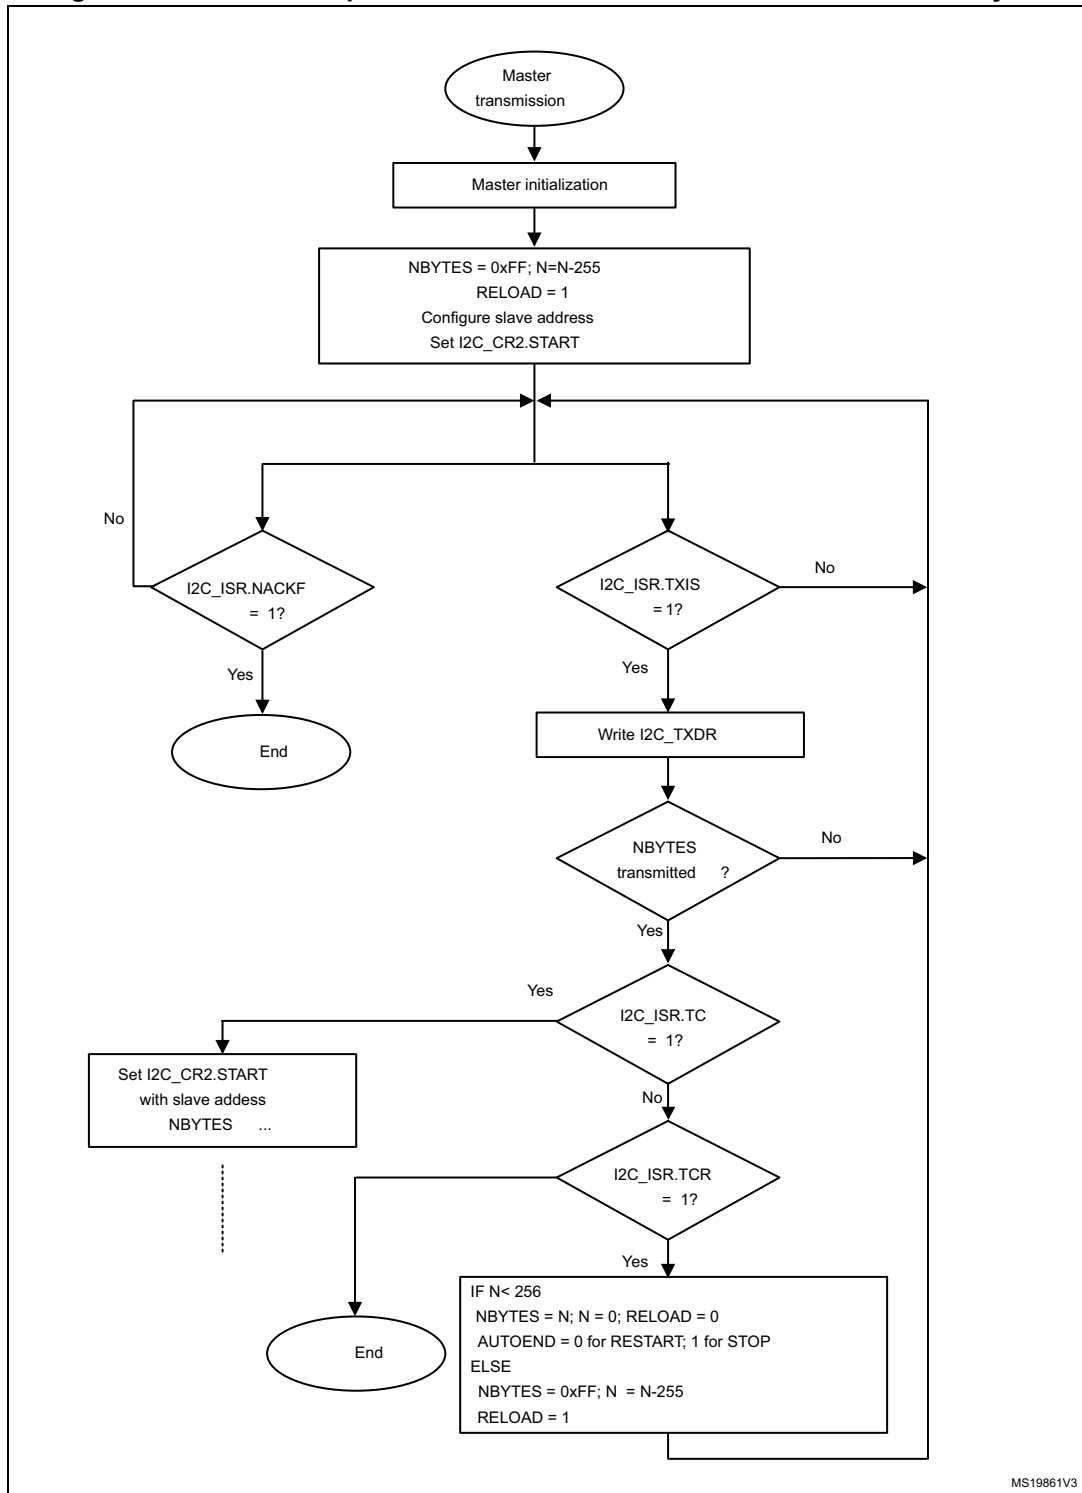 Master
transmission
Master initialization
NBYTES = 0xFF; N=N-255
RELOAD = 1
Configure slave address
Set I2C_CR2.START
No
I2C_ISR.NACKF
= 1?
I2C_ISR.TXIS
=1?
No
Yes
Yes
End
Write I2C_TXDR
NBYTES
transmitted ?
No
Yes
Yes
I2C_ISR.TC
= 1?
Set I2C_CR2.START
with slave addess
NBYTES ...
No
I2C_ISR.TCR
= 1?
Yes
End
IF N< 256
NBYTES = N; N = 0; RELOAD = 0
AUTOEND = 0 for RESTART; 1 for STOP
ELSE
NBYTES = 0xFF; N = N-255
RELOAD = 1
MS19861V3